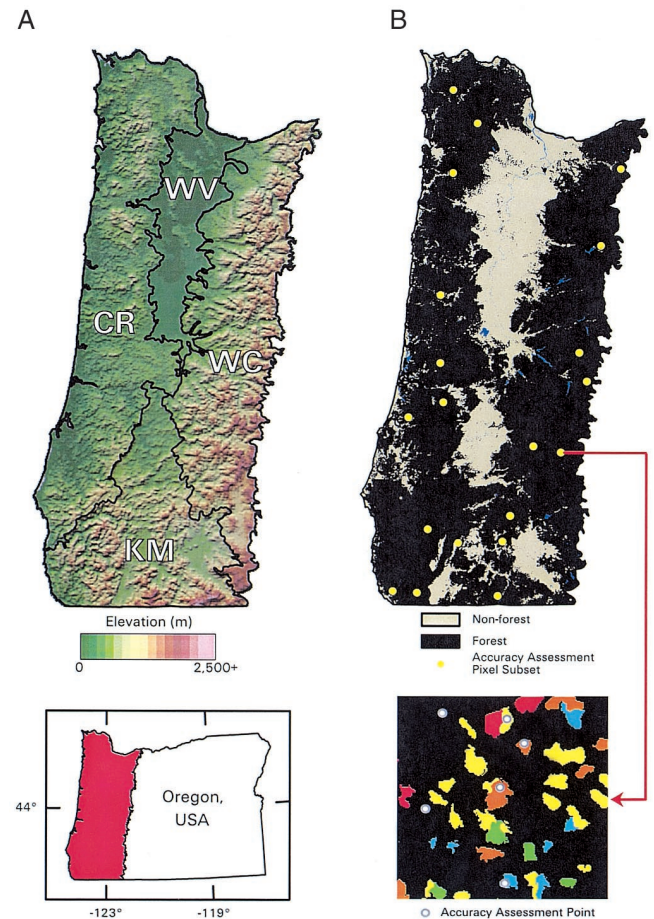 A
WV
CR
WC
KM
Elevation (m)
0
2,500+
44°
Oregon,
USA
-123°
-119°
B
Non-forest
Forest
Accuracy Assessment
Pixel Subset
Accuracy Assessment Point